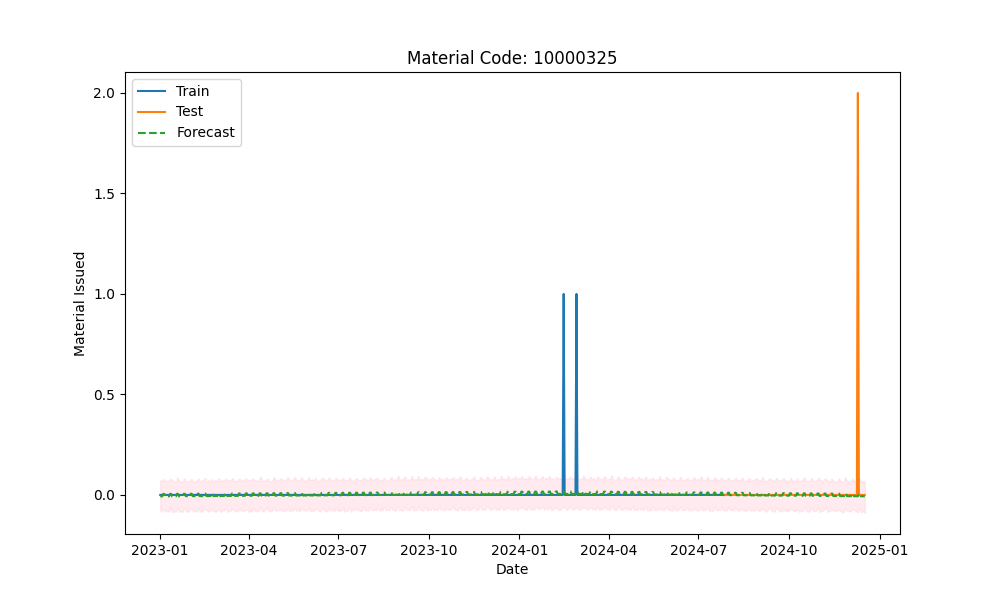 Material Code: 10000325
Train
Test
Forecast
2.0
1.5
1.0
0.5
0.0
Material Issued
2023-01 2023-04 2023-07 2023-10 2024-01 2024-04 2024-07 2024-10 2025-01
Date